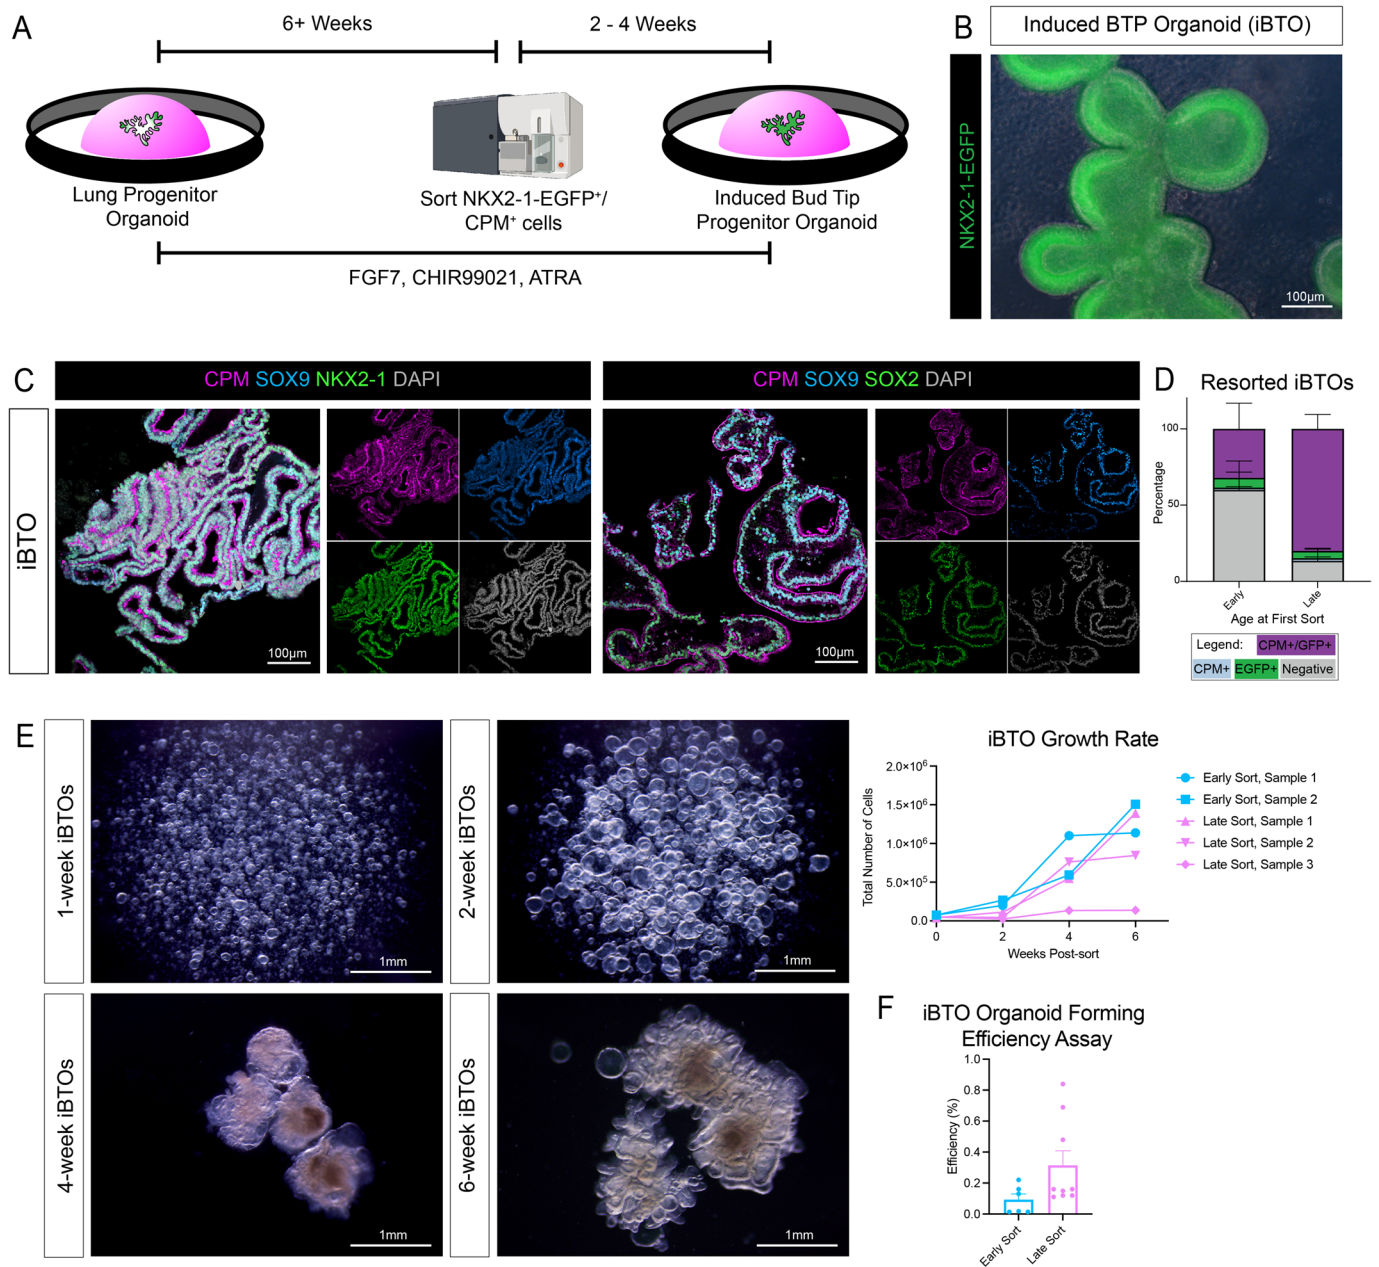 A
6+ Weeks
2 - 4 Weeks
Lung Progenitor
Organoid
Sort NKX2-1-EGFP⁺/
CPM⁺ cells
Induced Bud Tip
Progenitor Organoid
FGF7, CHIR99021, ATRA
B
Induced BTP Organoid (iBTO)
NKX2-1-EGFP
100μm
C
CPM SOX9 NKX2-1 DAPI
CPM SOX9 SOX2 DAPI
iBTO
100μm
100μm
D
Resorted iBTOs
Percentage
100
50
0
Early
Late
Age at First Sort
Legend: CPM+/GFP+
CPM+ EGFP+ Negative
E
1-week iBTOs
1mm
2-week iBTOs
1mm
4-week iBTOs
1mm
6-week iBTOs
1mm
iBTO Growth Rate
Total Number of Cells
2.0×10⁶
1.5×10⁶
1.0×10⁶
5.0×10⁵
0.0
0 2 4 6
Weeks Post-sort
Early Sort, Sample 1
Early Sort, Sample 2
Late Sort, Sample 1
Late Sort, Sample 2
Late Sort, Sample 3
F
iBTO Organoid Forming
Efficiency Assay
Efficiency (%)
1.0
0.8
0.6
0.4
0.2
0.0
Early Sort
Late Sort